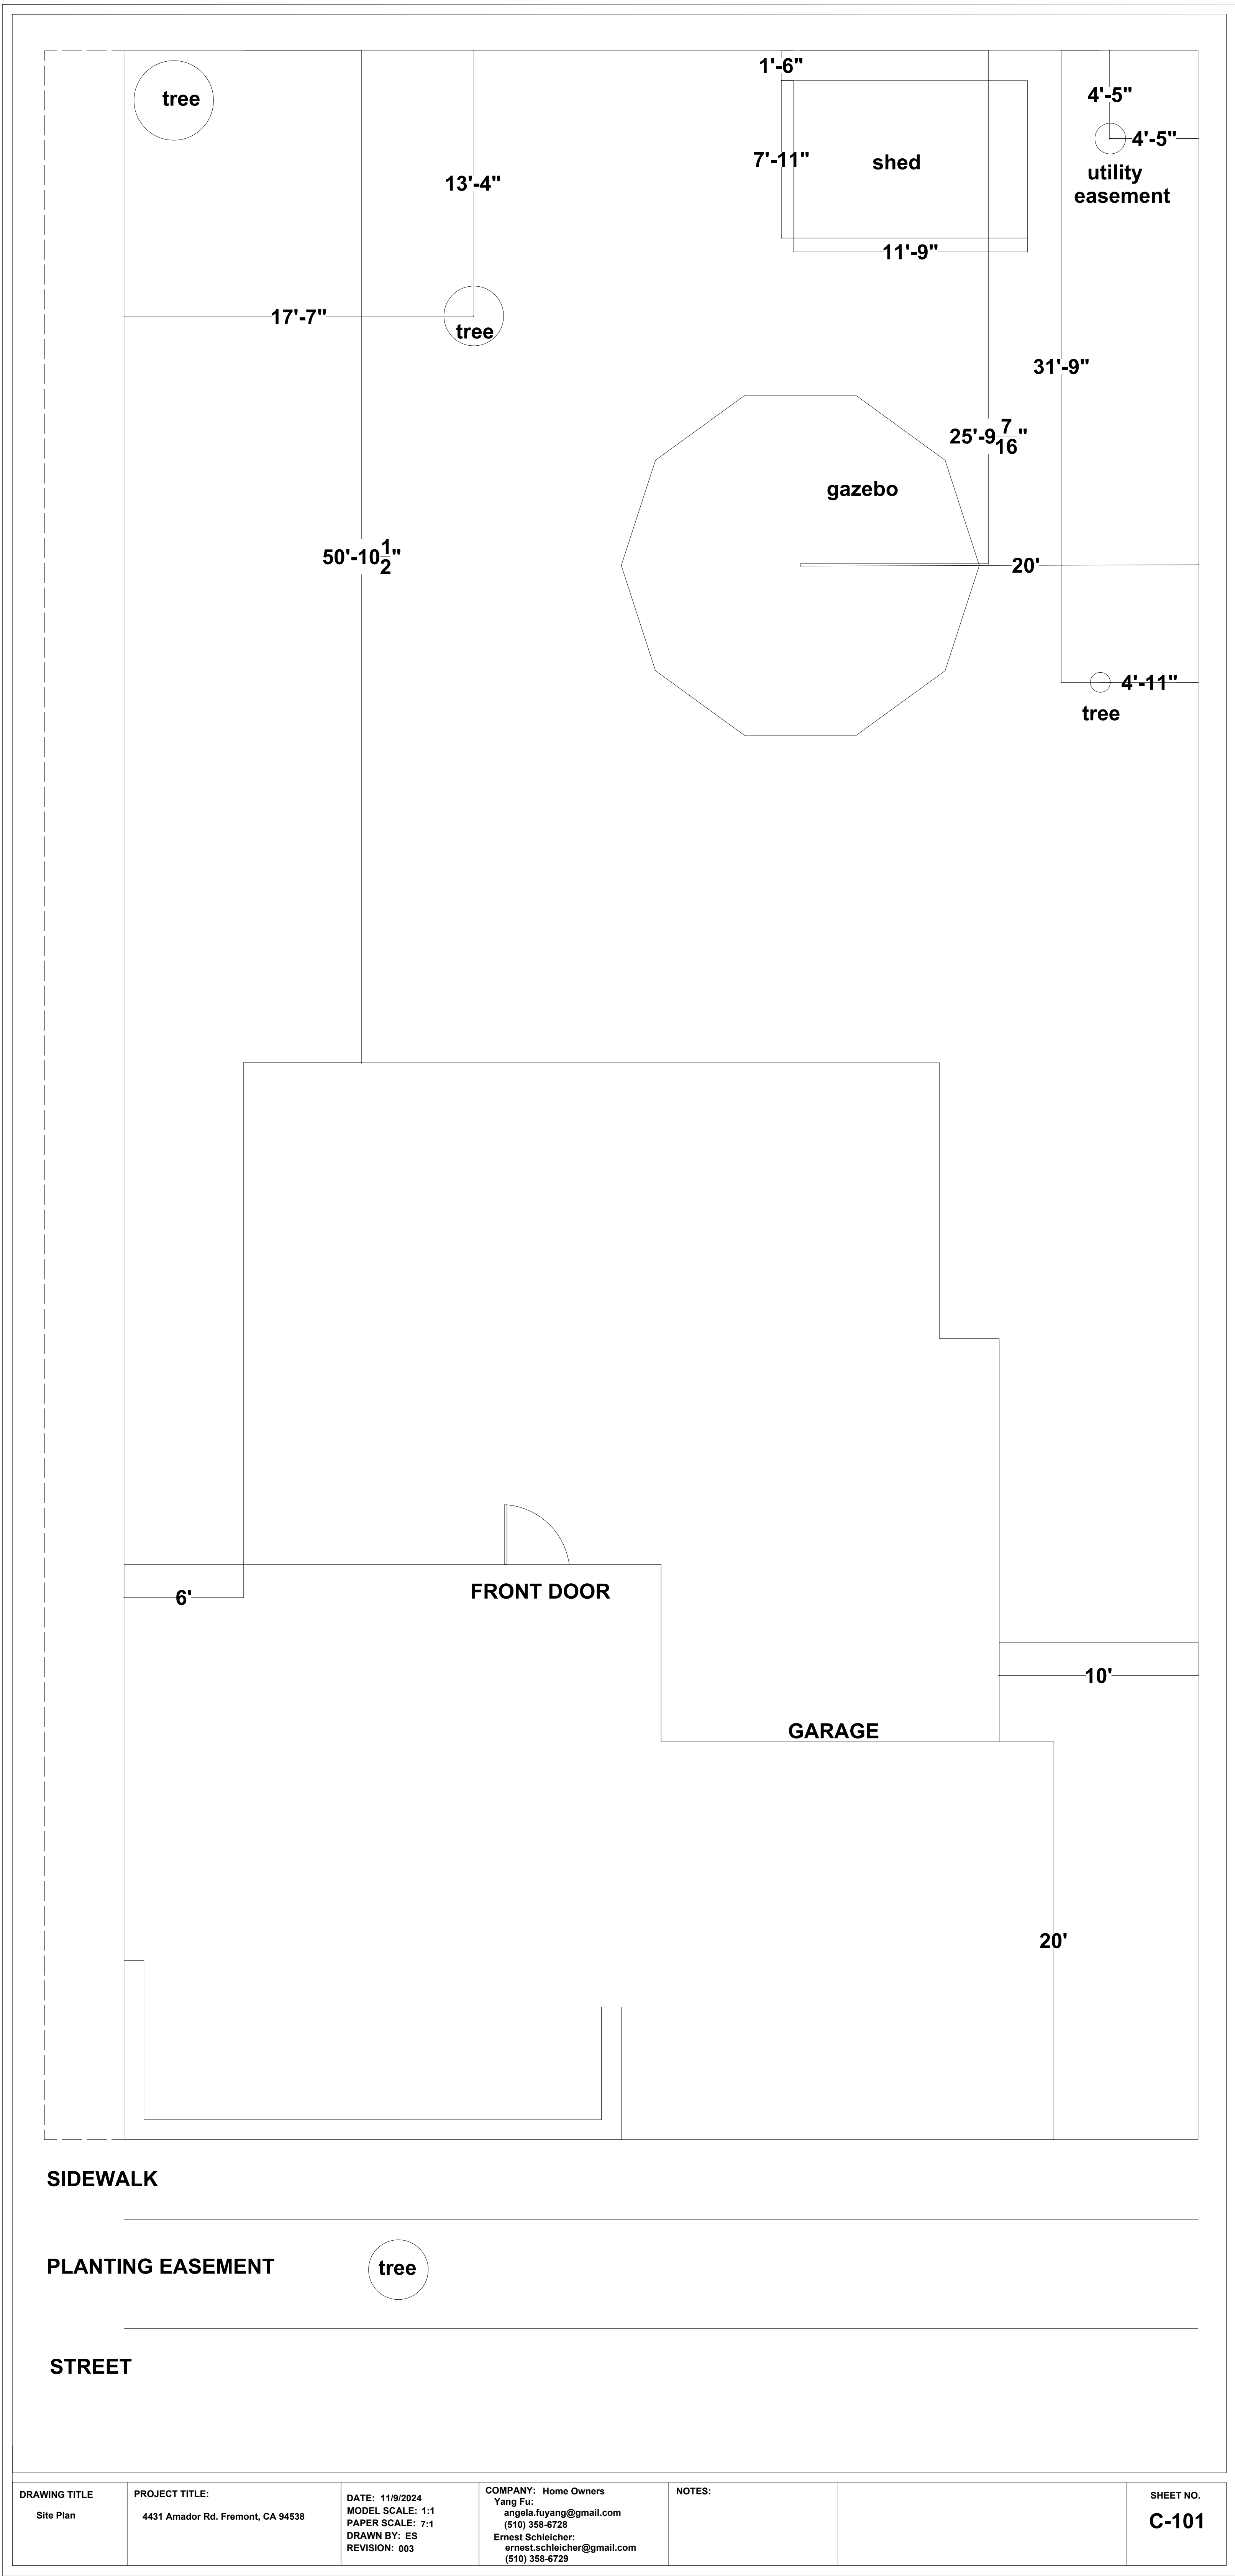 1'-6"
tree
4'-5"
4'-5"
7'-11"
shed
utility
easement
13'-4"
11'-9"
17'-7"
tree
31'-9"
25'-9 7/16"
gazebo
50'-10 1/2"
20'
4'-11"
tree
FRONT DOOR
6'
10'
GARAGE
20'
SIDEWALK
PLANTING EASEMENT
tree
STREET
DRAWING TITLE
Site Plan
PROJECT TITLE:
4431 Amador Rd. Fremont, CA 94538
DATE: 11/9/2024
MODEL SCALE: 1:1
PAPER SCALE: 7:1
DRAWN BY: ES
REVISION: 003
COMPANY: Home Owners
Yang Fu:
angela.fuyang@gmail.com
(510) 358-6728
Ernest Schleicher:
ernest.schleicher@gmail.com
(510) 358-6729
NOTES:
SHEET NO.
C-101